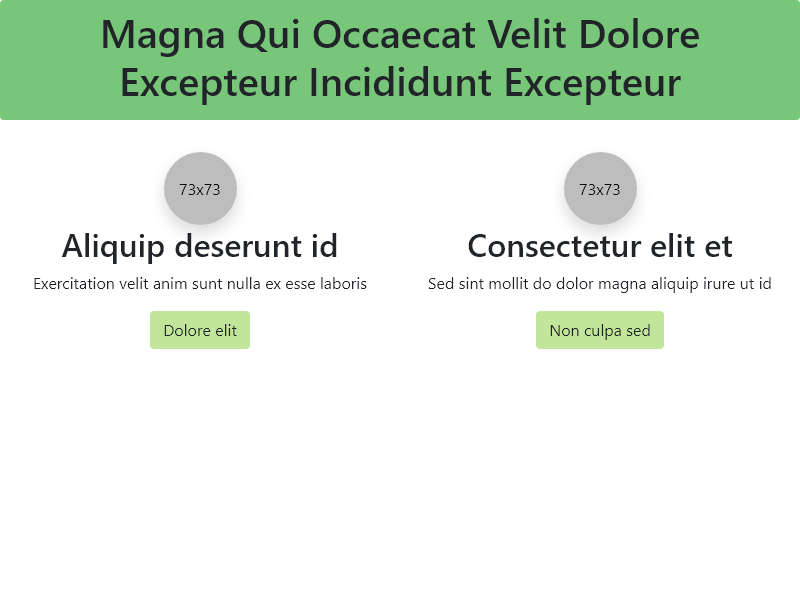 Magna Qui Occaecat Velit Dolore
Excepteur Incididunt Excepteur
73x73
Aliquip deserunt id
Exercitation velit anim sunt nulla ex esse laboris
Dolore elit
73x73
Consectetur elit et
Sed sint mollit do dolor magna aliquip irure ut id
Non culpa sed